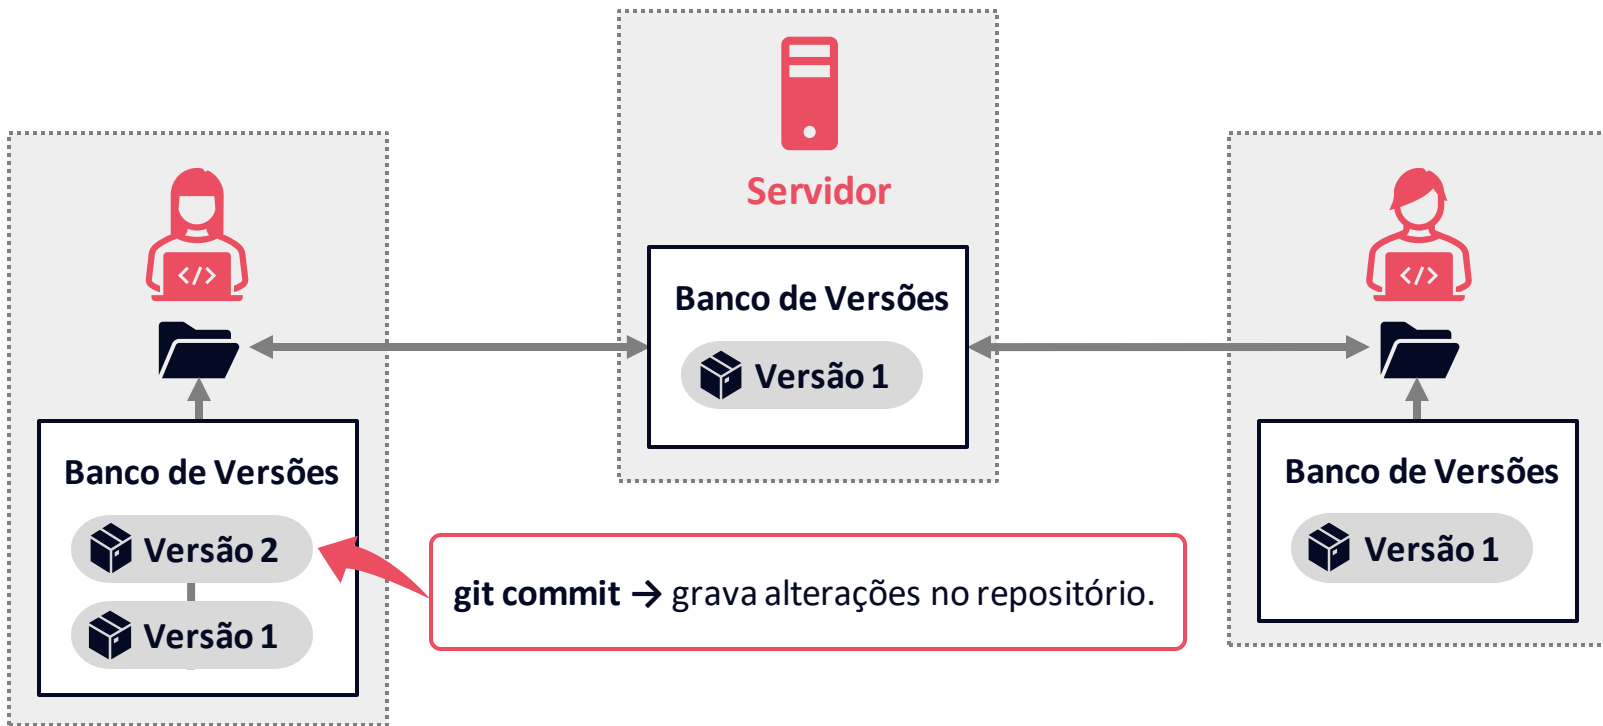 Servidor
Banco de Versões
Versão 1
Banco de Versões
Versão 2
Versão 1
git commit → grava alterações no repositório.
Banco de Versões
Versão 1